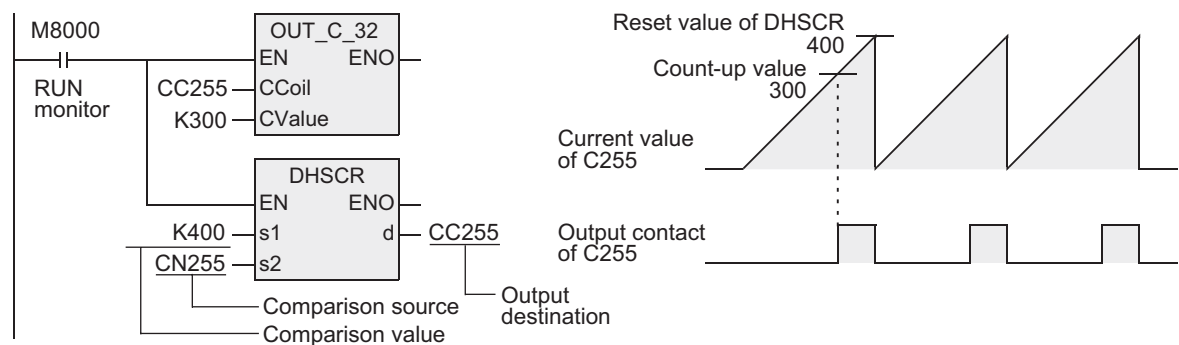 M8000
RUN
monitor
OUT_C_32
EN ENO
CC255 CCoil
K300 CValue
DHSCR
EN ENO
K400 s1 d CC255
CN255 s2
Comparison source
Comparison value
Output
destination
Reset value of DHSCR
400
Count-up value
300
Current value
of C255
Output contact
of C255